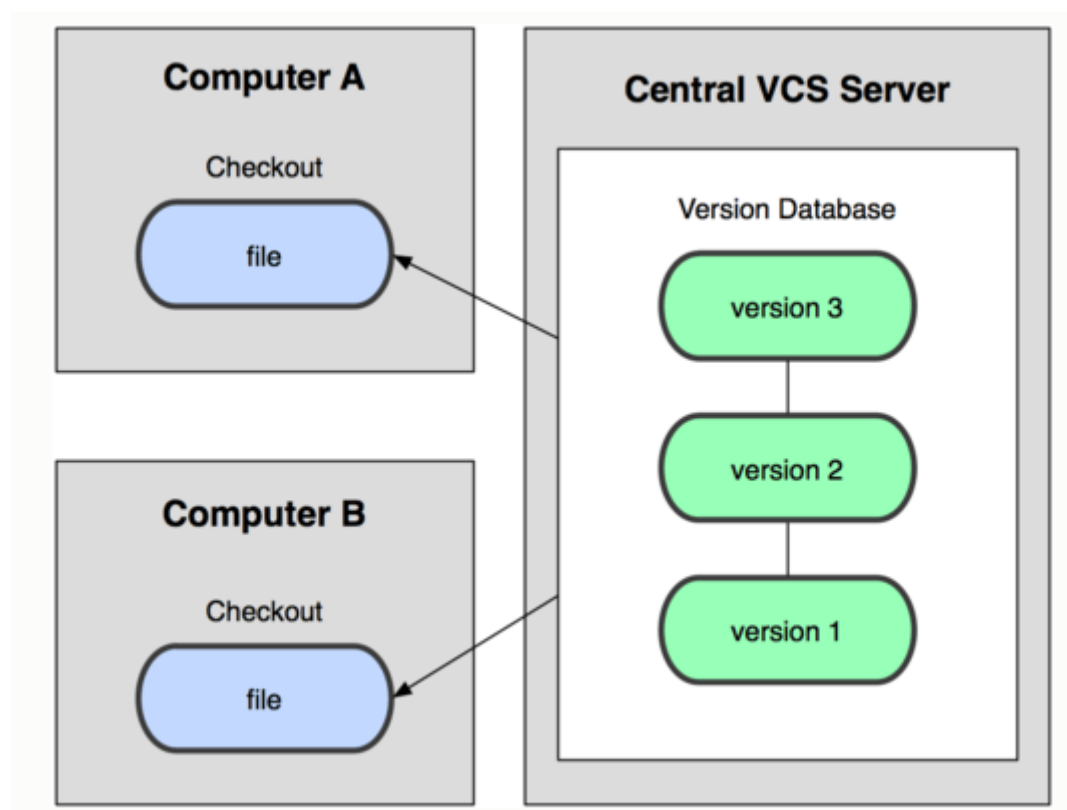 Computer A
Checkout
file
Computer B
Checkout
file
Central VCS Server
Version Database
version 3
version 2
version 1